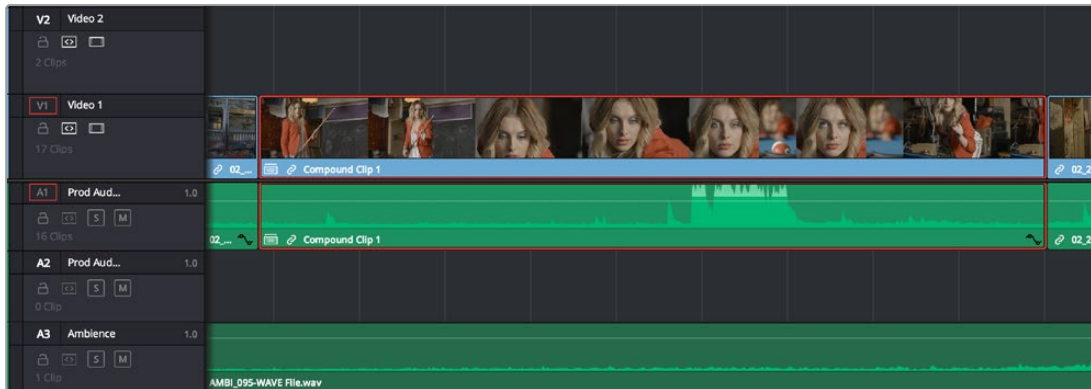 V2 Video 2
2 Clips
V1 Video 1
17 Clips
02_... Compound Clip 1 02_2
A1 Prod Aud... 1.0
S M
16 Clips
02_... Compound Clip 1 02_2
A2 Prod Aud... 1.0
S M
0 Clip
A3 Ambience 1.0
S M
1 Clip
AMBI_095-WAVE File.wav